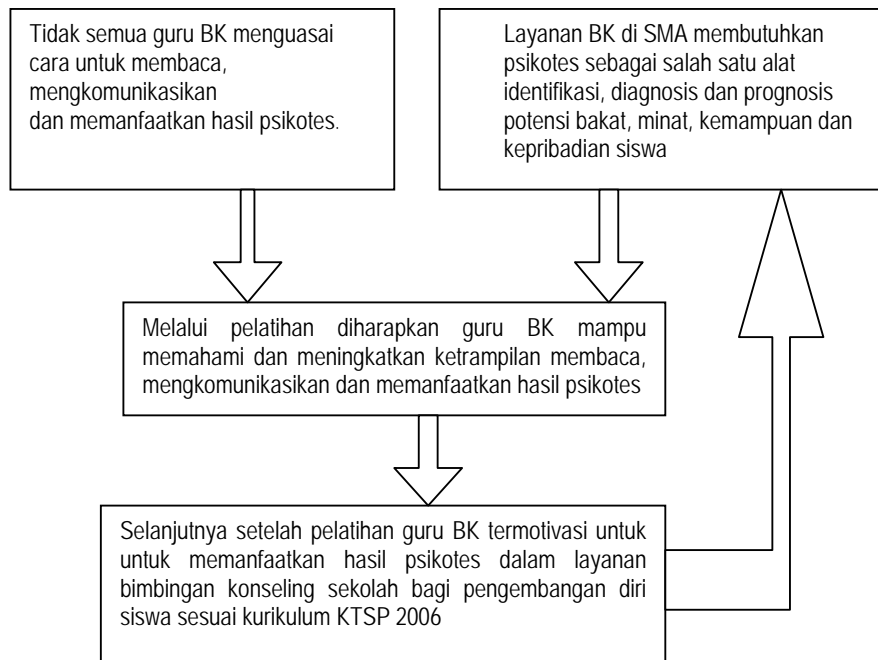 Tidak semua guru BK menguasai
cara untuk membaca,
mengkomunikasikan
dan memanfaatkan hasil psikotes.
Layanan BK di SMA membutuhkan
psikotes sebagai salah satu alat
identifikasi, diagnosis dan prognosis
potensi bakat, minat, kemampuan dan
kepribadian siswa
Melalui pelatihan diharapkan guru BK mampu
memahami dan meningkatkan ketrampilan membaca,
mengkomunikasikan dan memanfaatkan hasil psikotes
Selanjutnya setelah pelatihan guru BK termotivasi untuk
untuk memanfaatkan hasil psikotes dalam layanan
bimbingan konseling sekolah bagi pengembangan diri
siswa sesuai kurikulum KTSP 2006